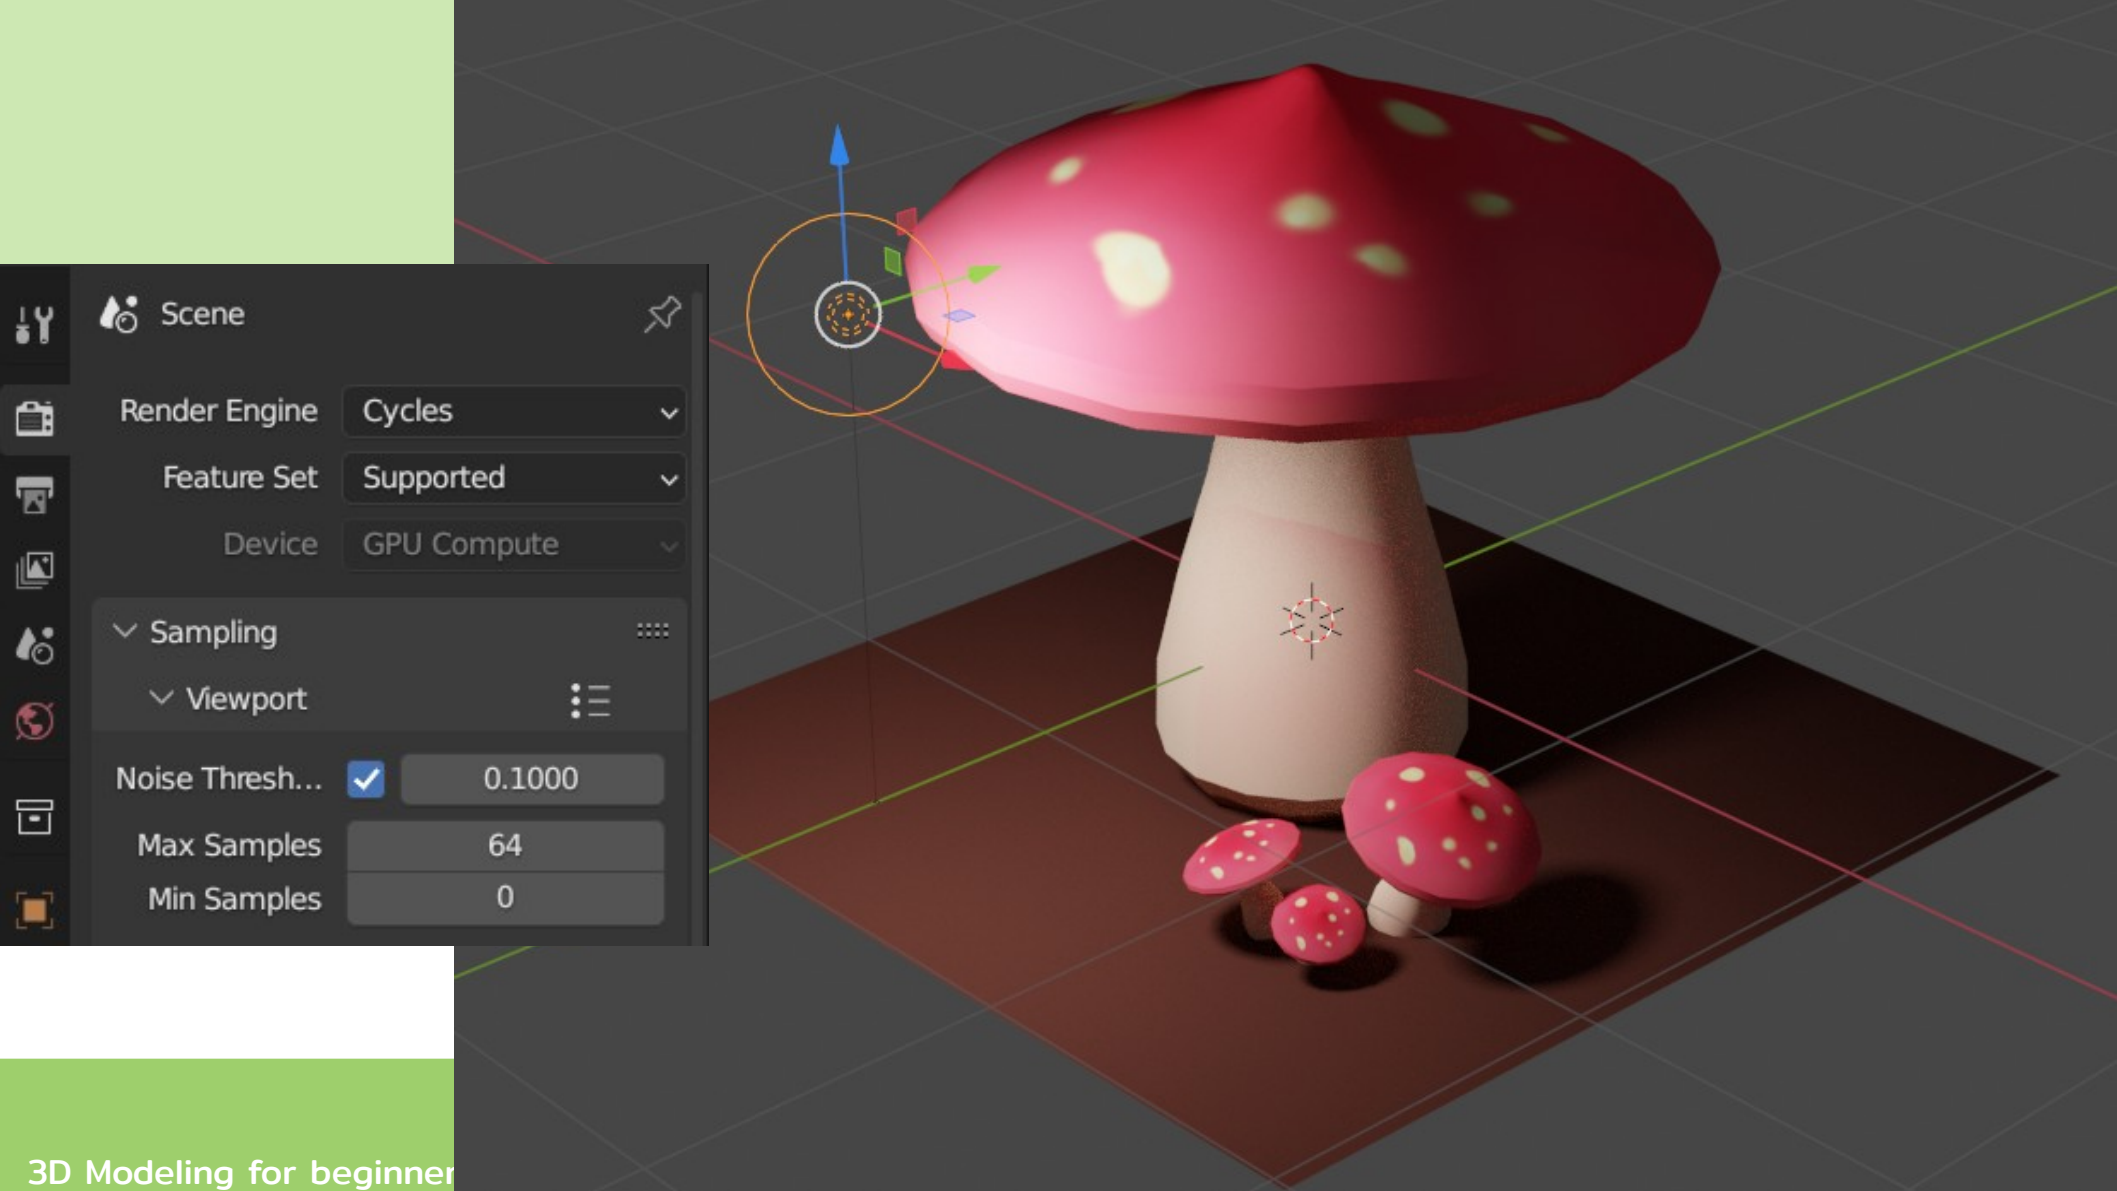 Scene
Render Engine Cycles
Feature Set Supported
Device GPU Compute
Sampling
Viewport
Noise Thresh... 0.1000
Max Samples 64
Min Samples 0
3D Modeling for beginner